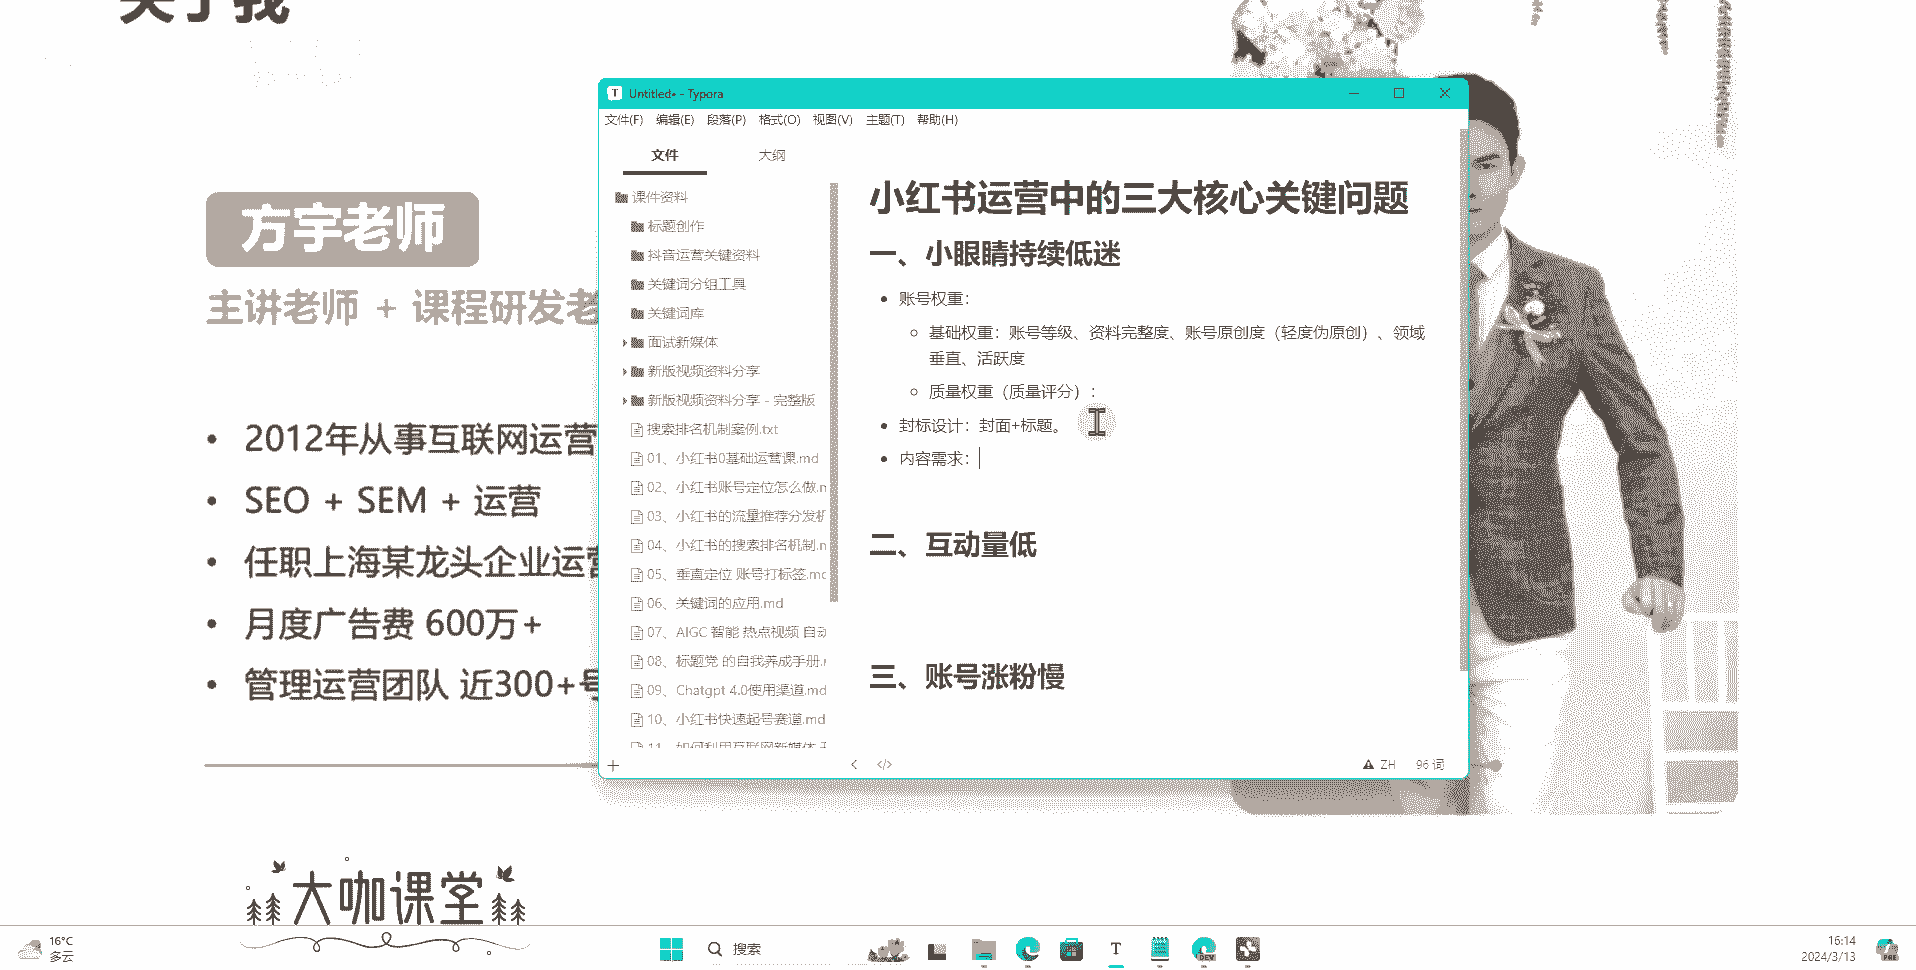 关于我
方宇老师
主讲老师 + 课程研发老
2012年从事互联网运营
SEO + SEM + 运营
任职上海某龙头企业运营
月度广告费 600万+
管理运营团队 近300+号
大咖课堂
Untitled• - Typora
文件(F) 编辑(E) 段落(P) 格式(O) 视图(V) 主题(T) 帮助(H)
文件 大纲
课件资料
标题创作
抖音运营关键资料
关键词分组工具
关键词库
面试新媒体
新版视频资料分享
新版视频资料分享 - 完整版
搜索排名机制案例.txt
01、小红书0基础运营课.md
02、小红书账号定位怎么做.m
03、小红书的流量推荐分发机
04、小红书的搜索排名机制.m
05、垂直定位 账号打标签.md
06、关键词的应用.md
07、AIGC 智能 热点视频 自动
08、标题党 的自我养成手册.m
09、Chatgpt 4.0使用渠道.md
10、小红书快速起号赛道.md
11、如何利用互联网新媒体
小红书运营中的三大核心关键问题
一、小眼睛持续低迷
账号权重：
基础权重：账号等级、资料完整度、账号原创度（轻度伪原创）、领域
垂直、活跃度
质量权重（质量评分）：
封标设计：封面+标题。
内容需求：
二、互动量低
三、账号涨粉慢
ZH 96 词
16°C
多云
搜索
16:14
2024/3/13